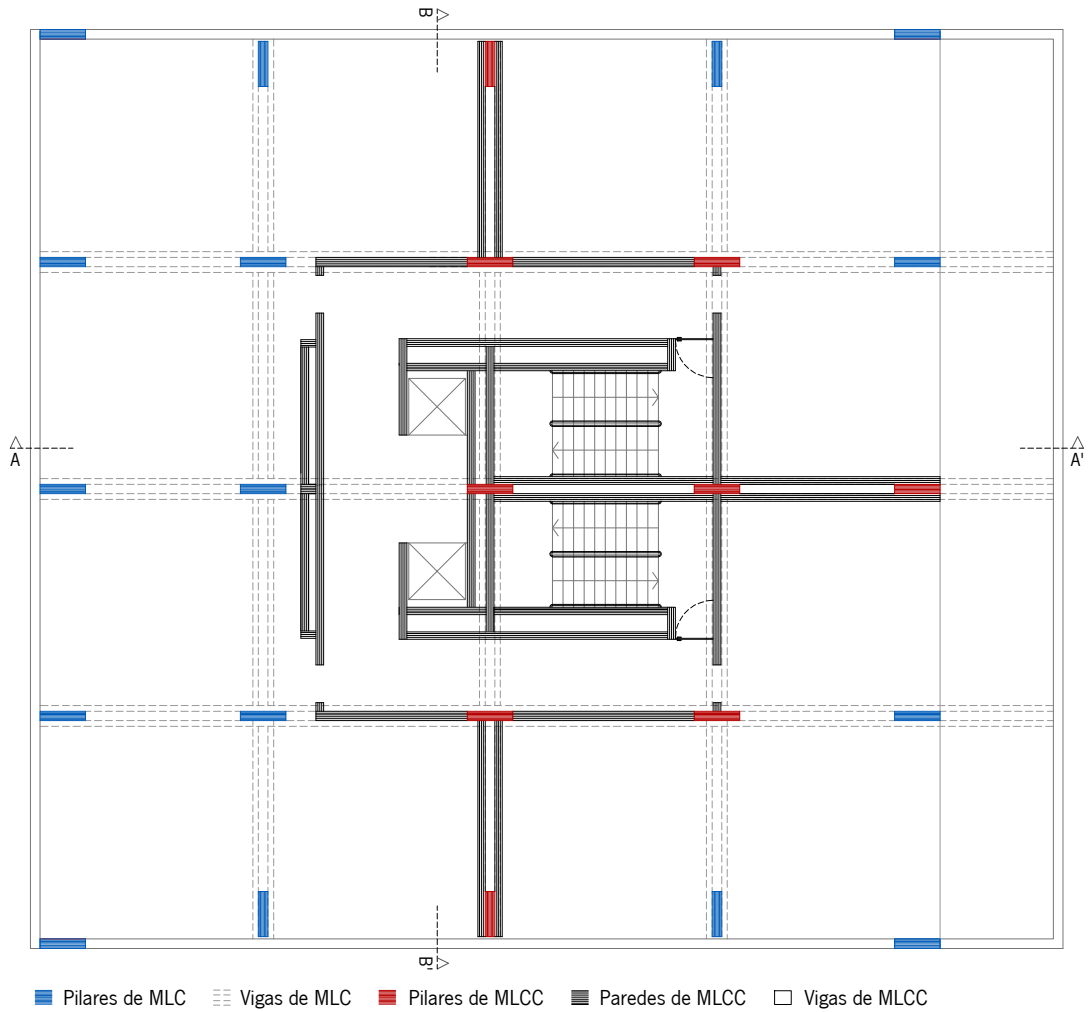 B
A
A'
B'
Pilares de MLC Vigas de MLC Pilares de MLCC Paredes de MLCC Vigas de MLCC